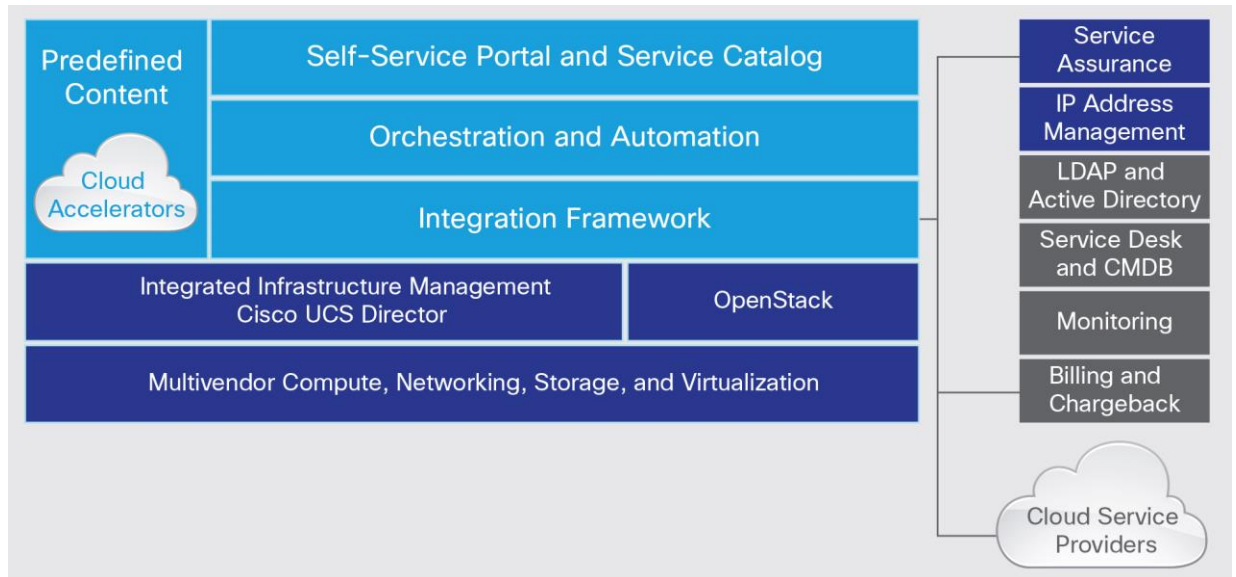 Predefined
Content
Cloud
Accelerators
Self-Service Portal and Service Catalog
Orchestration and Automation
Integration Framework
Integrated Infrastructure Management
Cisco UCS Director
OpenStack
Multivendor Compute, Networking, Storage, and Virtualization
Service
Assurance
IP Address
Management
LDAP and
Active Directory
Service Desk
and CMDB
Monitoring
Billing and
Chargeback
Cloud Service
Providers